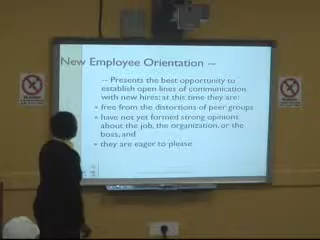 New Employee Orientation --
-- Presents the best opportunity to
establish open lines of communication
with new hires; at this time they are:
• free from the distortions of peer groups
• have not yet formed strong opinions
about the job, the organization, or the
boss, and
• they are eager to please